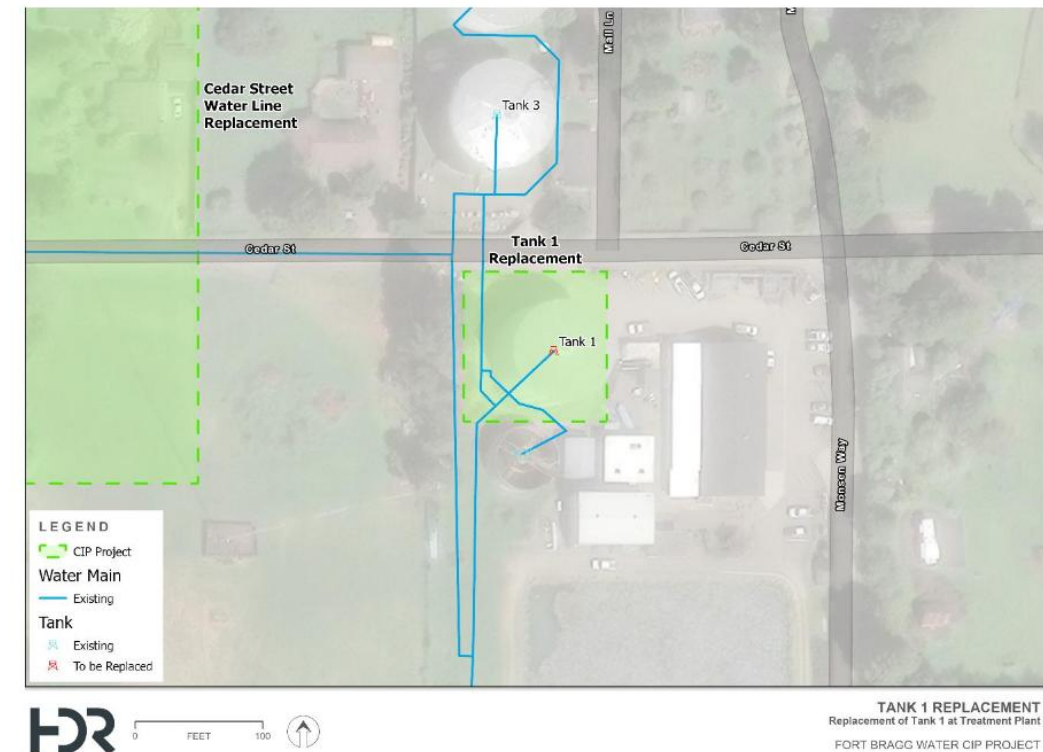 Cedar Street
Water Line
Replacement
Tank 3
Mall Ln
M
Cedar St
Tank 1
Replacement
Cedar St
Tank 1
Monsen Way
LEGEND
CIP Project
Water Main
Existing
Tank
Existing
To be Replaced
HDR
0 FEET 100
TANK 1 REPLACEMENT
Replacement of Tank 1 at Treatment Plant
FORT BRAGG WATER CIP PROJECT